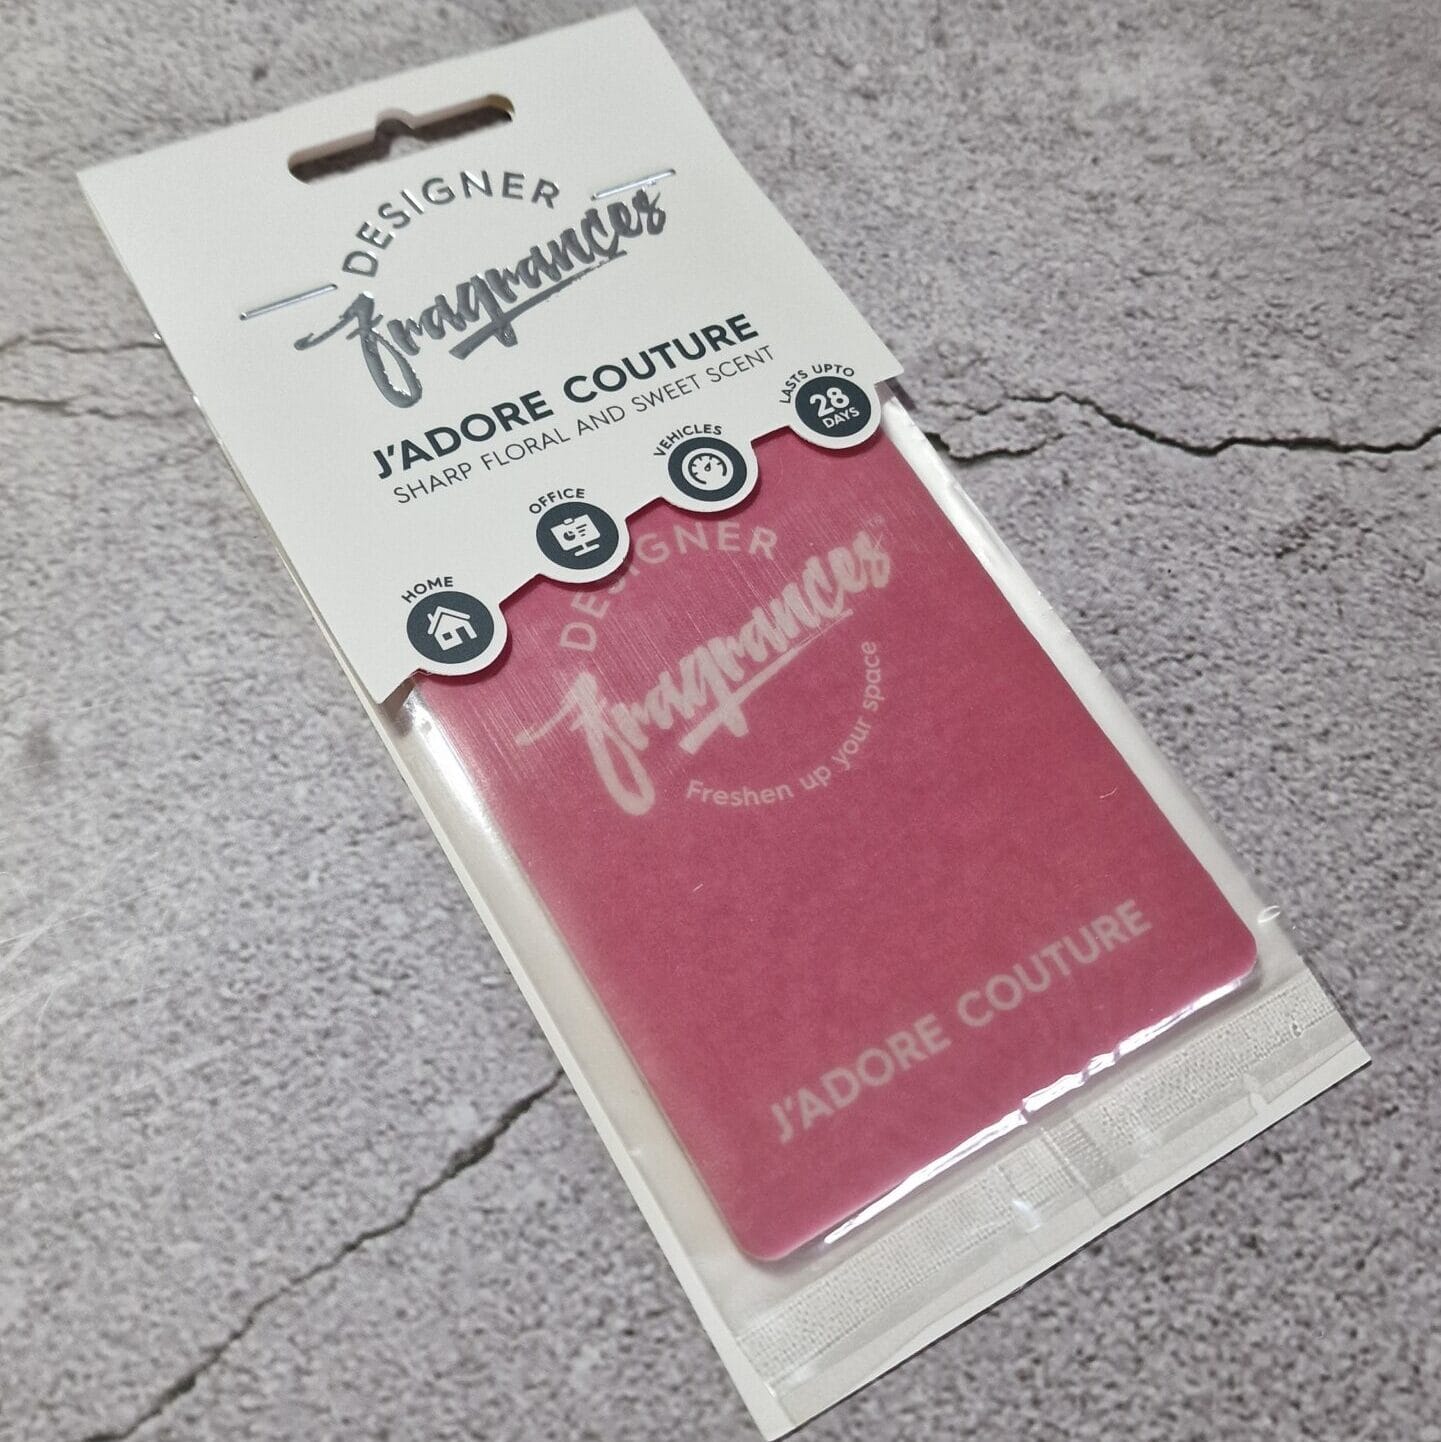 DESIGNER
fragrances
J'ADORE COUTURE
SHARP FLORAL AND SWEET SCENT
HOME
OFFICE
VEHICLES
LASTS UPTO
28
DAYS
DESIGNER
fragrances™
Freshen up your space
J'ADORE COUTURE